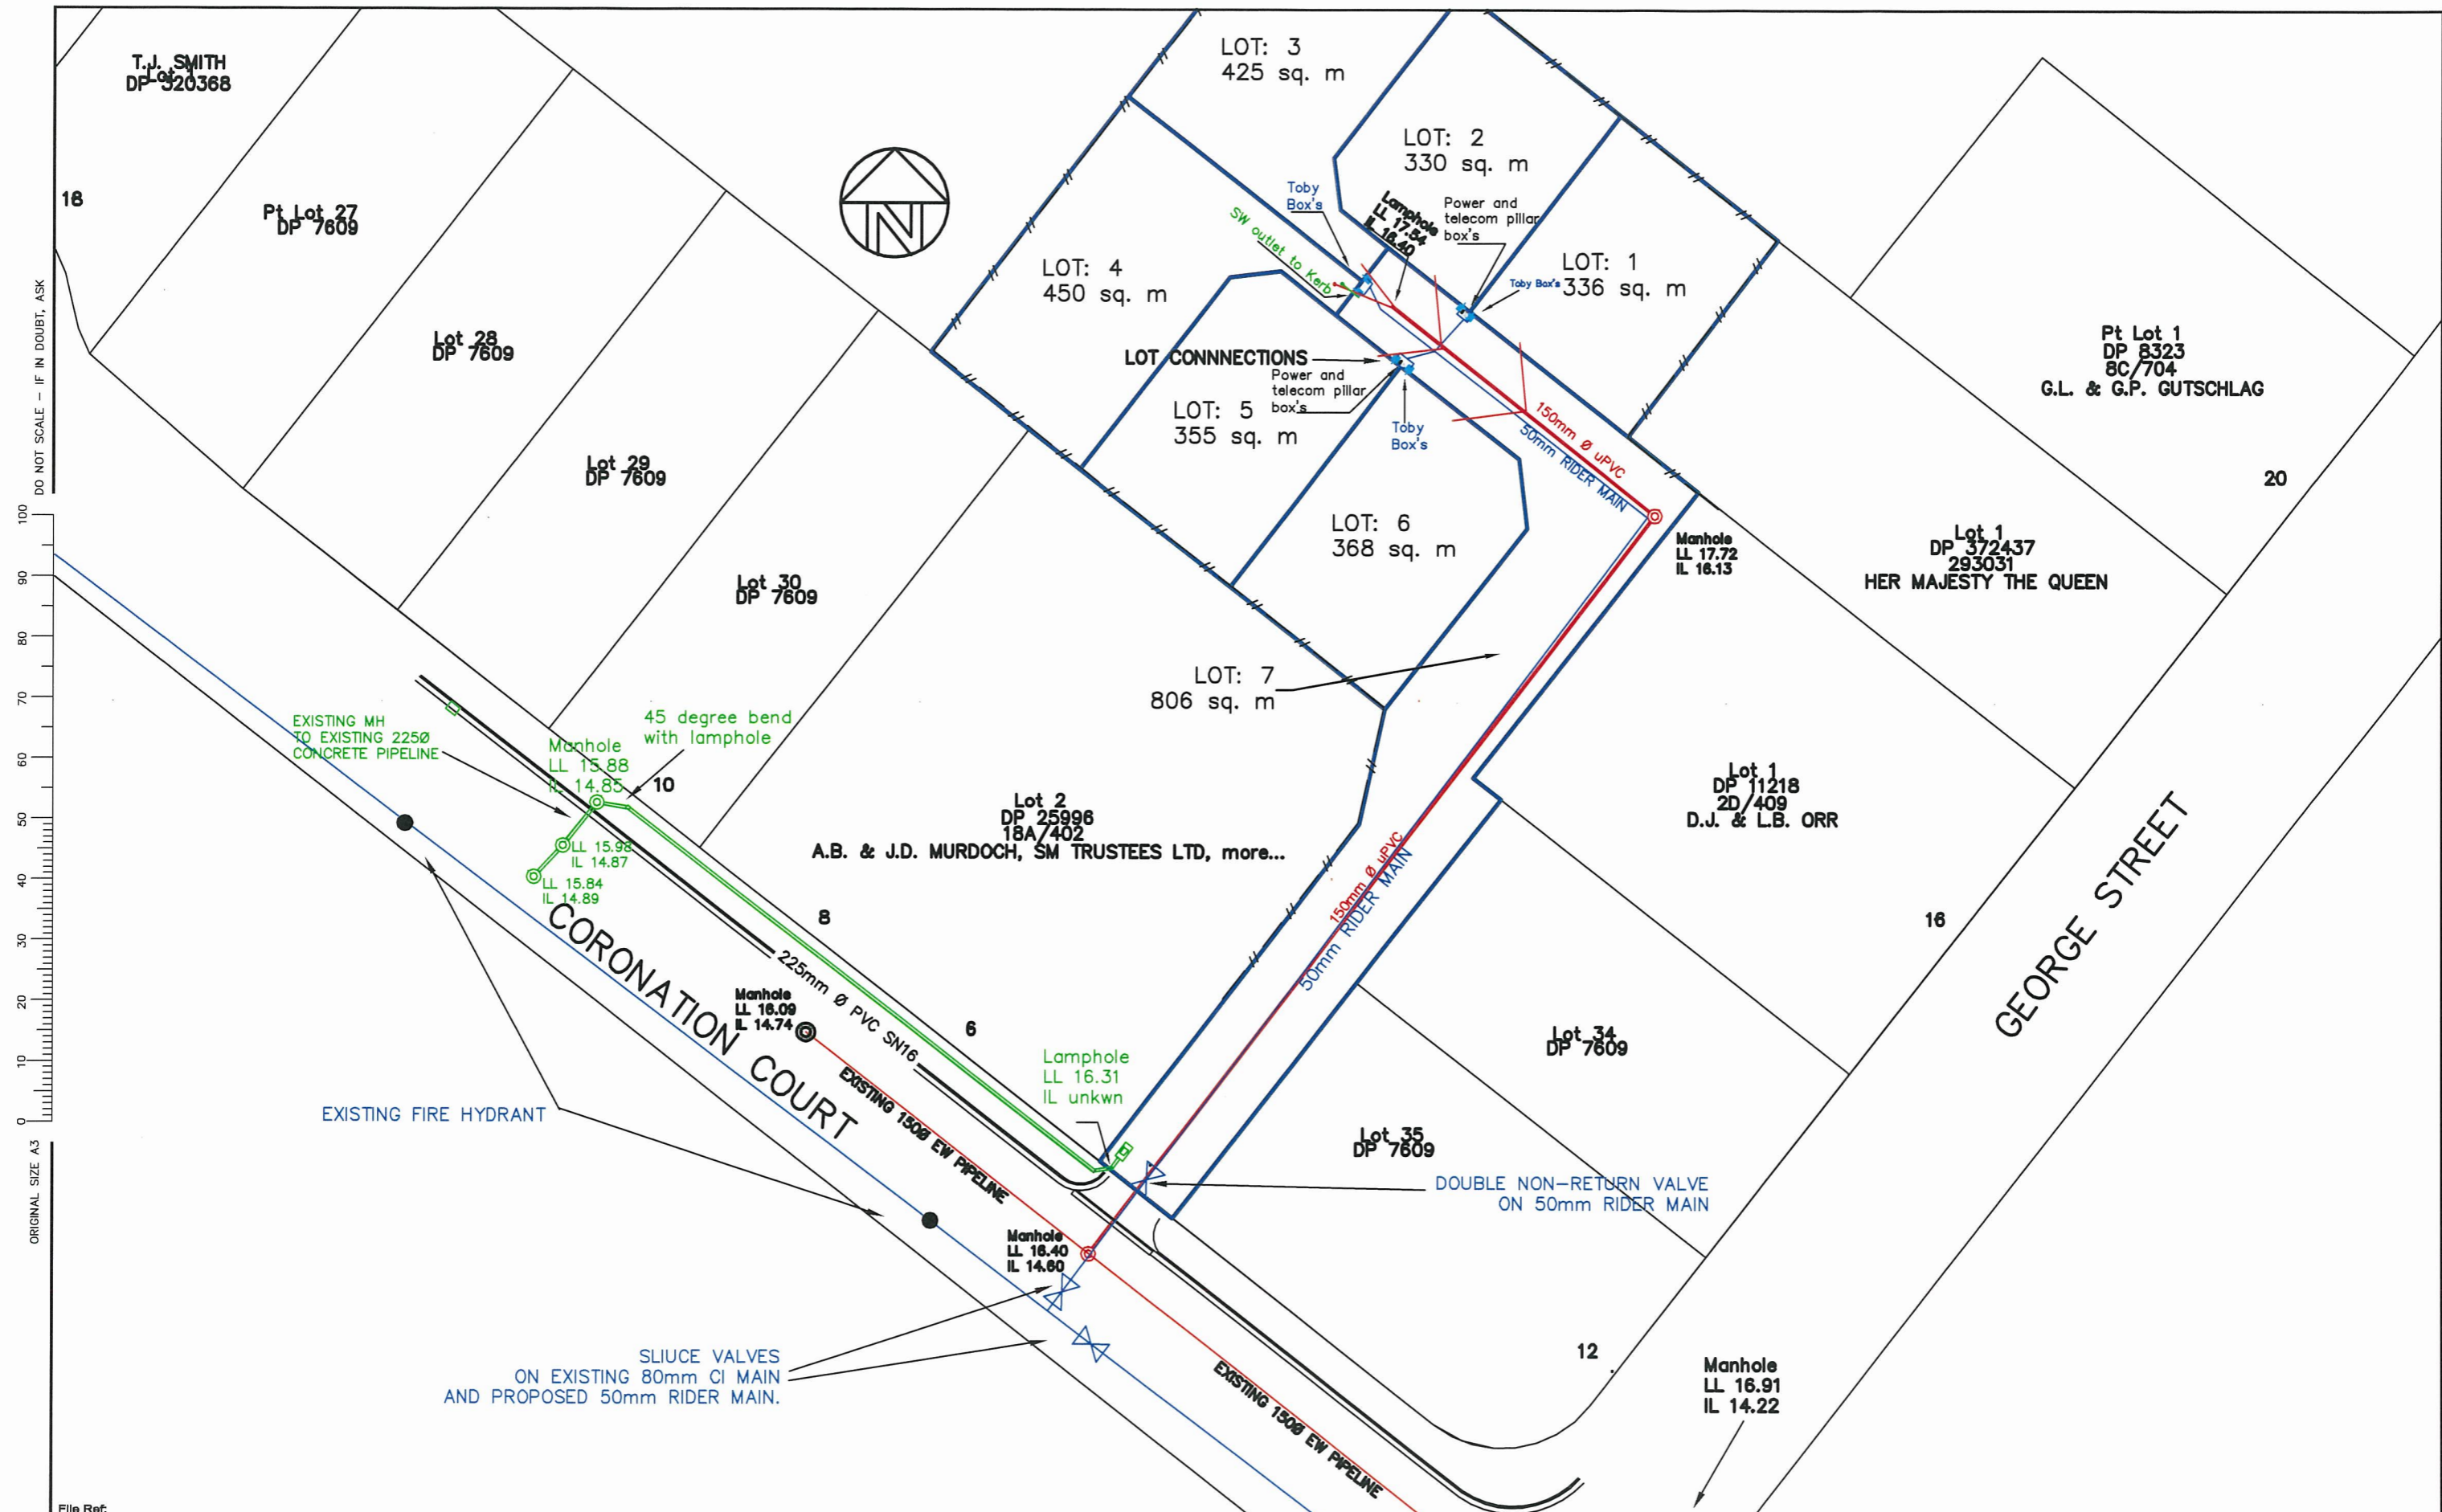 T.J. SMITH
Lot 1
DP 320368
18
Pt Lot 27
DP 7609
Lot 28
DP 7609
Lot 29
DP 7609
Lot 30
DP 7609
N
LOT: 3
425 sq. m
LOT: 2
330 sq. m
LOT: 4
450 sq. m
LOT: 1
336 sq. m
Toby
Box's
Lamphole
LL 17.54
IL 16.40
Power and
telecom pillar
box's
Toby Box's
SW outlet to Kerb
LOT CONNNECTIONS
Power and
telecom pillar
box's
LOT: 5
355 sq. m
Toby
Box's
150mm Ø uPVC
50mm RIDER MAIN
LOT: 6
368 sq. m
Manhole
LL 17.72
IL 16.13
Pt Lot 1
DP 8323
8C/704
G.L. & G.P. GUTSCHLAG
20
Lot 1
DP 372437
293031
HER MAJESTY THE QUEEN
LOT: 7
806 sq. m
Lot 1
DP 11218
2D/409
D.J. & L.B. ORR
16
GEORGE STREET
DO NOT SCALE - IF IN DOUBT, ASK
100
90
80
70
60
50
40
30
20
10
0
ORIGINAL SIZE A3
EXISTING MH
TO EXISTING 225Ø
CONCRETE PIPELINE
Manhole
LL 15.88
IL 14.85
45 degree bend
with lamphole
10
LL 15.98
IL 14.87
LL 15.84
IL 14.89
Lot 2
DP 25996
18A/402
A.B. & J.D. MURDOCH, SM TRUSTEES LTD, more...
8
6
225mm Ø PVC SN16
CORONATION COURT
Manhole
LL 16.09
IL 14.74
EXISTING 150Ø EW PIPELINE
Lamphole
LL 16.31
IL unkwn
150mm Ø uPVC
50mm RIDER MAIN
Lot 34
DP 7609
Lot 35
DP 7609
EXISTING FIRE HYDRANT
DOUBLE NON-RETURN VALVE
ON 50mm RIDER MAIN
Manhole
LL 16.40
IL 14.60
SLIUCE VALVES
ON EXISTING 80mm CI MAIN
AND PROPOSED 50mm RIDER MAIN.
12
EXISTING 150Ø EW PIPELINE
Manhole
LL 16.91
IL 14.22
File Ref: